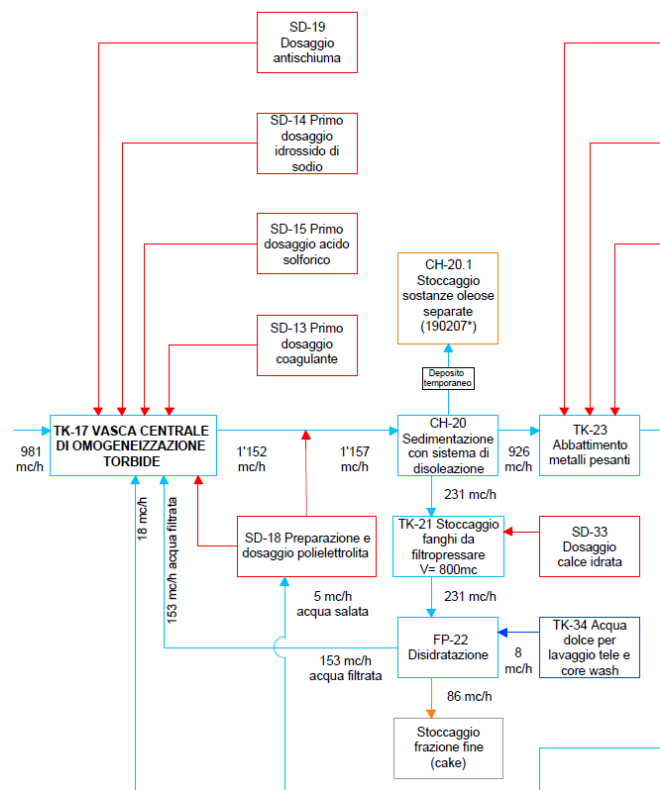 SD-19
Dosaggio
antischiuma
SD-14 Primo
dosaggio
idrossido di
sodio
SD-15 Primo
dosaggio acido
solforico
SD-13 Primo
dosaggio
coagulante
CH-20.1
Stoccaggio
sostanze oleose
separate
(190207*)
Deposito
temporaneo
981
mc/h
TK-17 VASCA CENTRALE
DI OMOGENEIZZAZIONE
TORBIDE
1'152
mc/h
1'157
mc/h
CH-20
Sedimentazione
con sistema di
disoleazione
926
mc/h
TK-23
Abbattimento
metalli pesanti
231 mc/h
18 mc/h
153 mc/h acqua filtrata
SD-18 Preparazione e
dosaggio polielettrolita
TK-21 Stoccaggio
fanghi da
filtropressare
V= 800mc
SD-33
Dosaggio
calce idrata
5 mc/h
acqua salata
231 mc/h
153 mc/h
acqua filtrata
FP-22
Disidratazione
8
mc/h
TK-34 Acqua
dolce per
lavaggio tele e
core wash
86 mc/h
Stoccaggio
frazione fine
(cake)